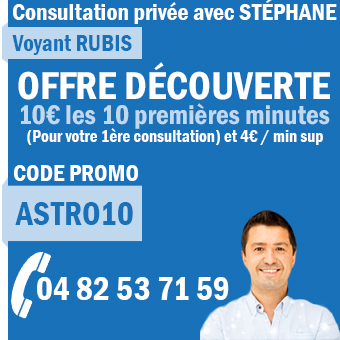 Consultation privée avec STÉPHANE
Voyant RUBIS
OFFRE DÉCOUVERTE
10€ les 10 premières minutes
(Pour votre 1ère consultation) et 4€ / min sup
CODE PROMO
ASTRO10
04 82 53 71 59